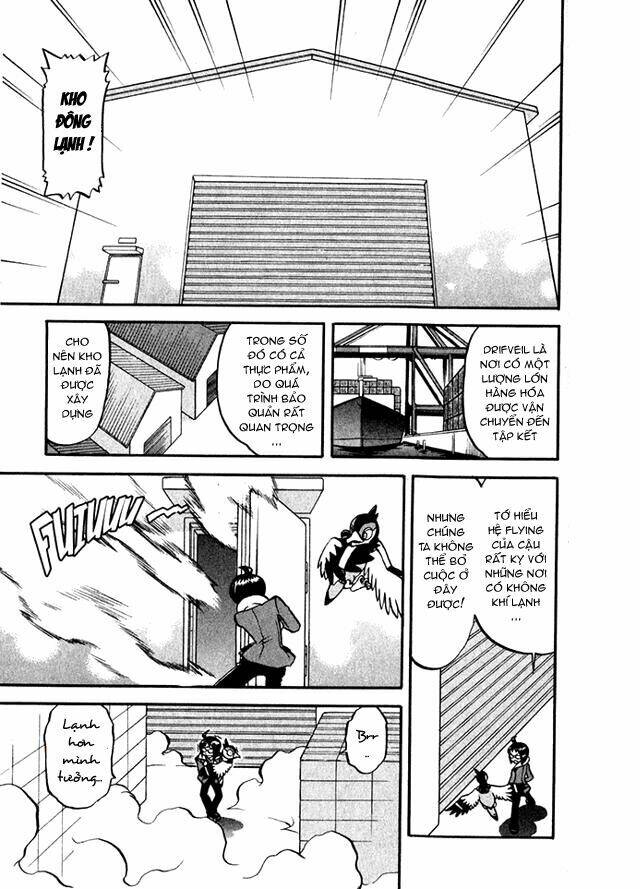 KHO
ĐÔNG
LẠNH !
DRIFVEIL LÀ
NƠI CÓ MỘT
LƯỢNG LỚN
HÀNG HÓA
ĐƯỢC VẬN
CHUYỂN ĐẾN
TẬP KẾT
TRONG SỐ
ĐÓ CÓ CẢ
THỰC PHẨM,
DO QUÁ
TRÌNH BẢO
QUẢN RẤT
QUAN TRỌNG
...
CHO
NÊN KHO
LẠNH ĐÃ
ĐƯỢC
XÂY
DỰNG
TỚ HIỂU
HỆ FLYING
CỦA CẬU
RẤT KỴ VỚI
NHỮNG NƠI
CÓ KHÔNG
KHÍ LẠNH
...
NHƯNG
CHÚNG
TA KHÔNG
THỂ BỎ
CUỘC Ở
ĐÂY
ĐƯỢC!
FUIUUU~
Brr
..
Lạnh
hơn
mình
tưởng..